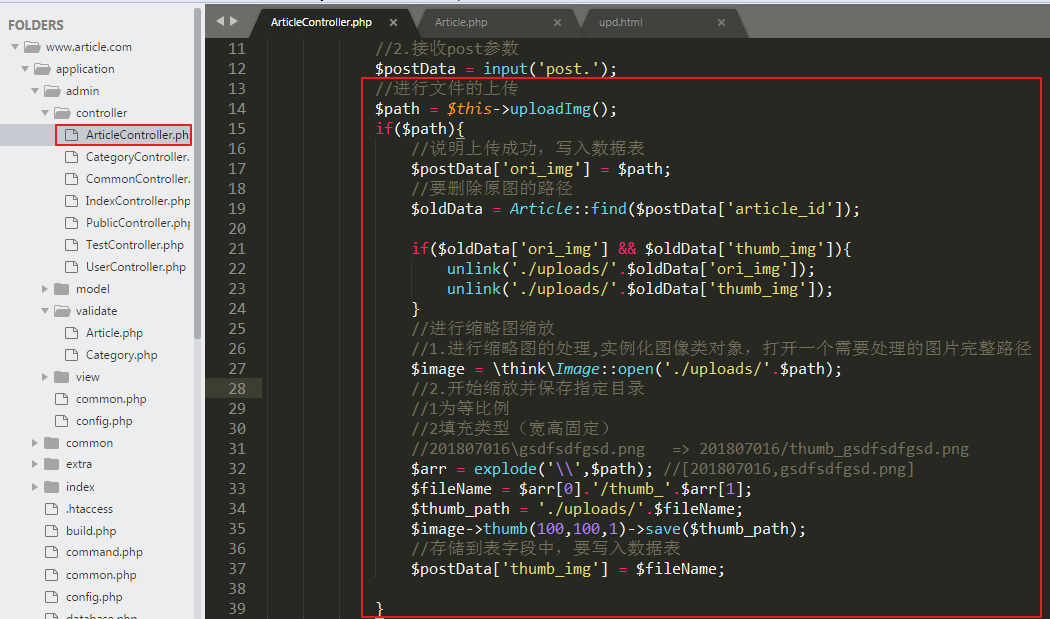 FOLDERS
www.article.com
application
admin
controller
ArticleController.ph
CategoryController.
CommonController.
IndexController.php
PublicController.php
TestController.php
UserController.php
model
validate
Article.php
Category.php
view
common.php
config.php
common
extra
index
.htaccess
build.php
command.php
common.php
config.php
database.php
ArticleController.php × Article.php × upd.html ×
11 //2.接收post参数
12 $postData = input('post.');
13 //进行文件的上传
14 $path = $this->uploadImg();
15 if($path){
16 //说明上传成功，写入数据表
17 $postData['ori_img'] = $path;
18 //要删除原图的路径
19 $oldData = Article::find($postData['article_id']);
20
21 if($oldData['ori_img'] && $oldData['thumb_img']){
22 unlink('./uploads/'.$oldData['ori_img']);
23 unlink('./uploads/'.$oldData['thumb_img']);
24 }
25 //进行缩略图缩放
26 //1.进行缩略图的处理,实例化图像类对象，打开一个需要处理的图片完整路径
27 $image = \think\Image::open('./uploads/'.$path);
28 //2.开始缩放并保存指定目录
29 //1为等比例
30 //2填充类型（宽高固定）
31 //201807016\gsdfsdfgsd.png => 201807016/thumb_gsdfsdfgsd.png
32 $arr = explode('\\',$path); //[201807016,gsdfsdfgsd.png]
33 $fileName = $arr[0].'/thumb_'.$arr[1];
34 $thumb_path = './uploads/'.$fileName;
35 $image->thumb(100,100,1)->save($thumb_path);
36 //存储到表字段中，要写入数据表
37 $postData['thumb_img'] = $fileName;
38
39 }